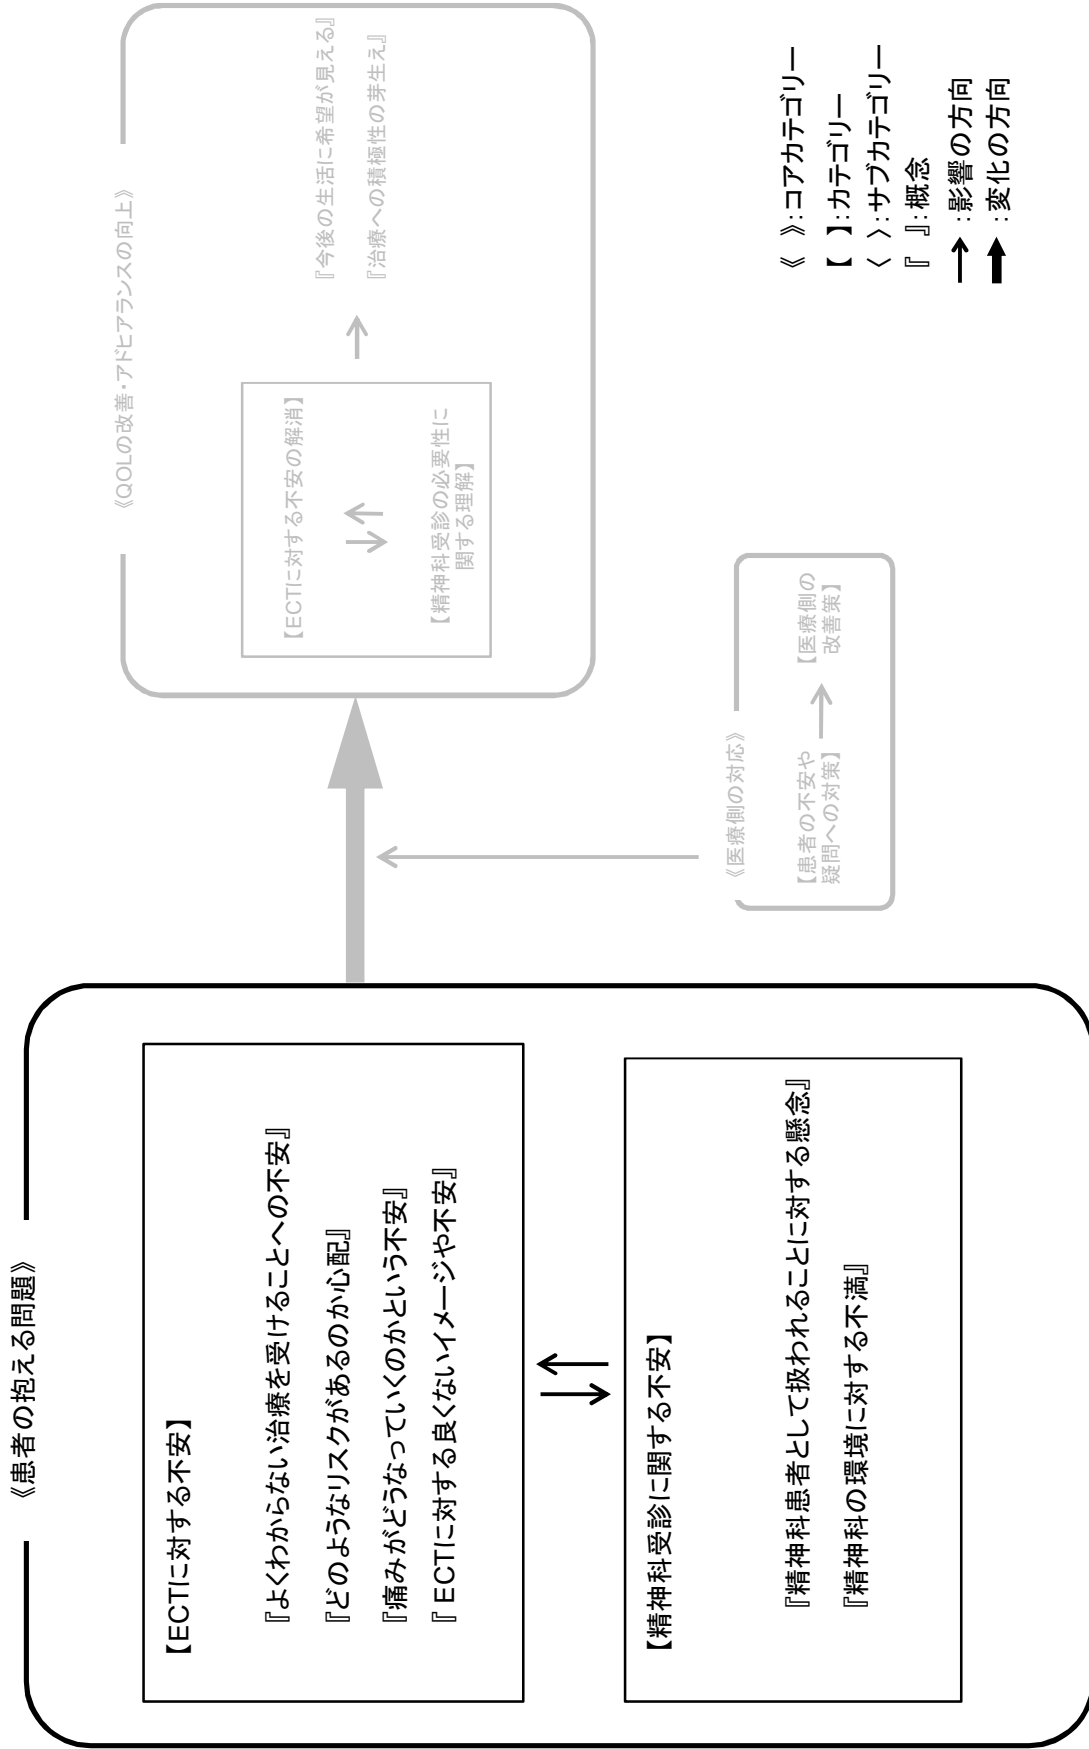 《患者の抱える問題》
【ECTに対する不安】
『よくわからない治療を受けることへの不安』
『どのようなリスクがあるのか心配』
『痛みがどうなっていくのかという不安』
『 ECTに対する良くないイメージや不安』
【精神科受診に関する不安】
『精神科患者として扱われることに対する懸念』
『精神科の環境に対する不満』
《医療側の対応》
【患者の不安や
疑問への対策】
【医療側の
改善策】
《QOLの改善・アドヒアランスの向上》
【ECTに対する不安の解消】
【精神科受診の必要性に
関する理解】
『今後の生活に希望が見える』
『治療への積極性の芽生え』
《 》:コアカテゴリー
【 】:カテゴリー
〈 〉:サブカテゴリー
『 』:概念
:影響の方向
:変化の方向